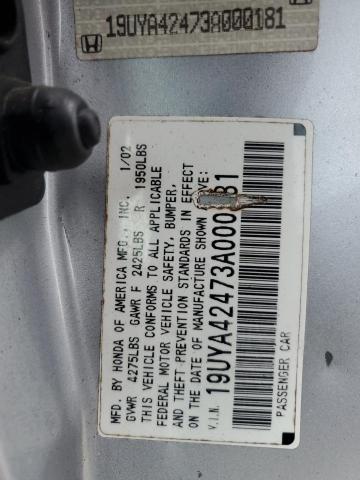 19UYA42473A000181
MFD. BY HONDA OF AMERICA MFG., INC. 1/02
GVWR 4275LBS GAWR F 2425LBS R 1950LBS
THIS VEHICLE CONFORMS TO ALL APPLICABLE
FEDERAL MOTOR VEHICLE SAFETY, BUMPER,
AND THEFT PREVENTION STANDARDS IN EFFECT
ON THE DATE OF MANUFACTURE SHOWN ABOVE:
V.I.N. 19UYA42473A000181
PASSENGER CAR